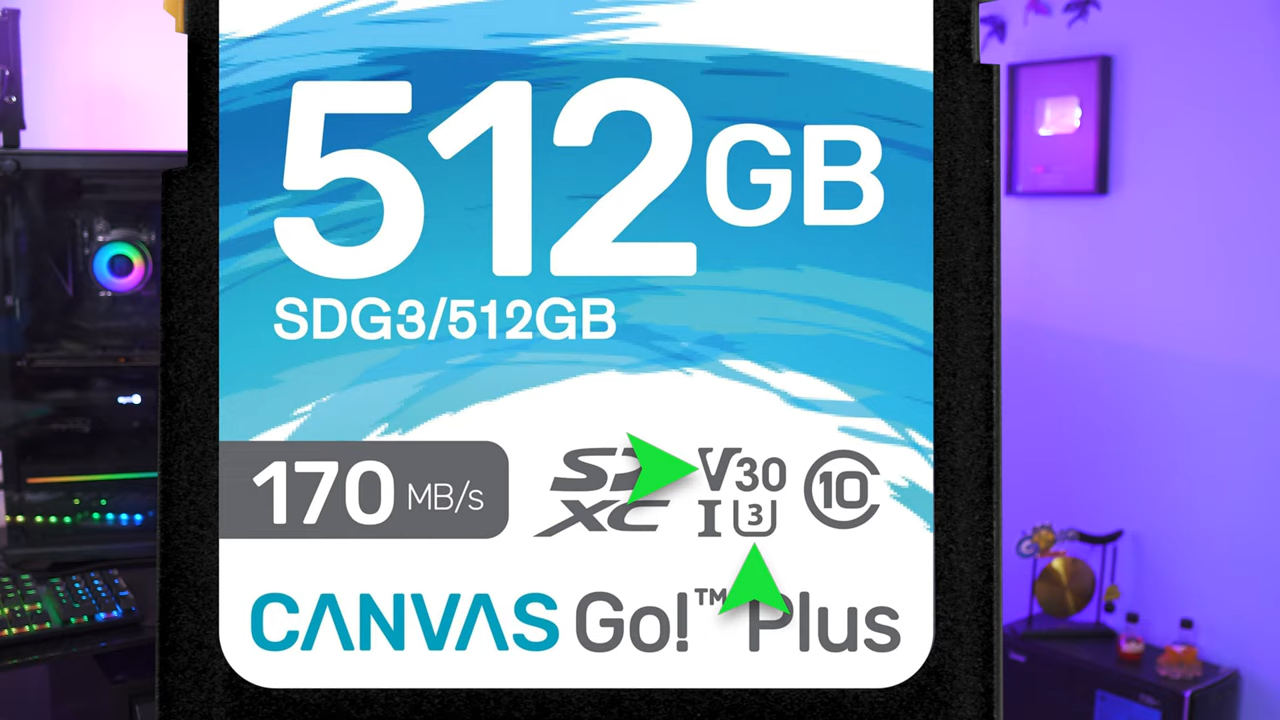 512GB
SDG3/512GB
170 MB/s
SD XC
V30
I 3
10
CANVAS Go!™ Plus